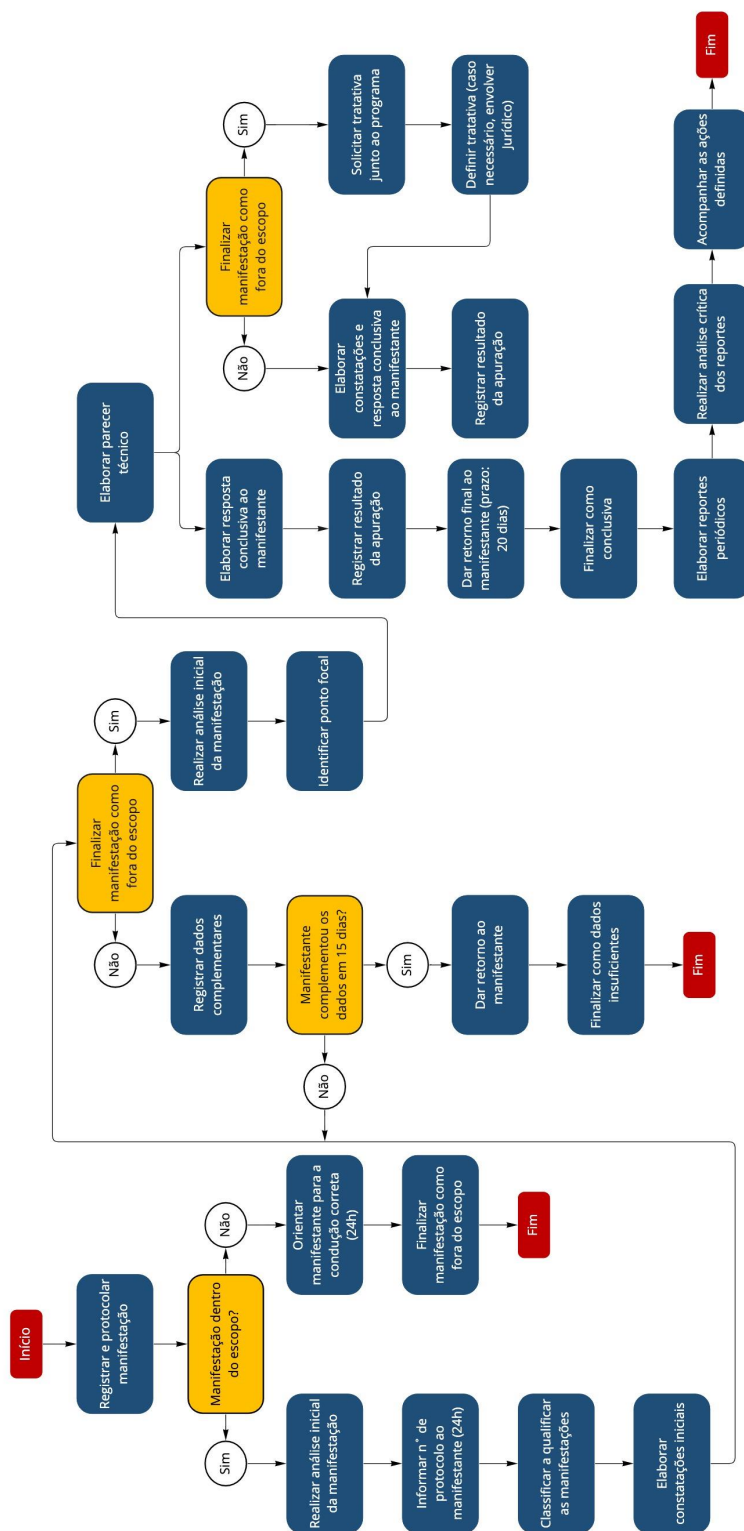 Início
Registrar e protocolar
manifestação
Manifestação dentro
do escopo?
Sim
Não
Realizar análise inicial
da manifestação
Informar n° de
protocolo ao
manifestante (24h)
Classificar a qualificar
as manifestações
Elaborar
constatações iniciais
Orientar
manifestante para a
condução correta
(24h)
Finalizar
manifestação como
fora do escopo
Fim
Finalizar
manifestação como
fora do escopo
Não
Sim
Registrar dados
complementares
Manifestante
complementou os
dados em 15 dias?
Não
Sim
Dar retorno ao
manifestante
Finalizar como dados
insuficientes
Fim
Realizar análise inicial
da manifestação
Identificar ponto focal
Elaborar parecer
técnico
Elaborar resposta
conclusiva ao
manifestante
Registrar resultado
da apuração
Dar retorno final ao
manifestante (prazo:
20 dias)
Finalizar como
conclusiva
Elaborar reportes
periódicos
Finalizar
manifestação como
fora do escopo
Não
Sim
Elaborar
constatações e
resposta conclusiva
ao manifestante
Registrar resultado
da apuração
Solicitar tratativa
junto ao programa
Definir tratativa (caso
necessário, envolver
Jurídico)
Realizar análise crítica
dos reportes
Acompanhar as ações
definidas
Fim